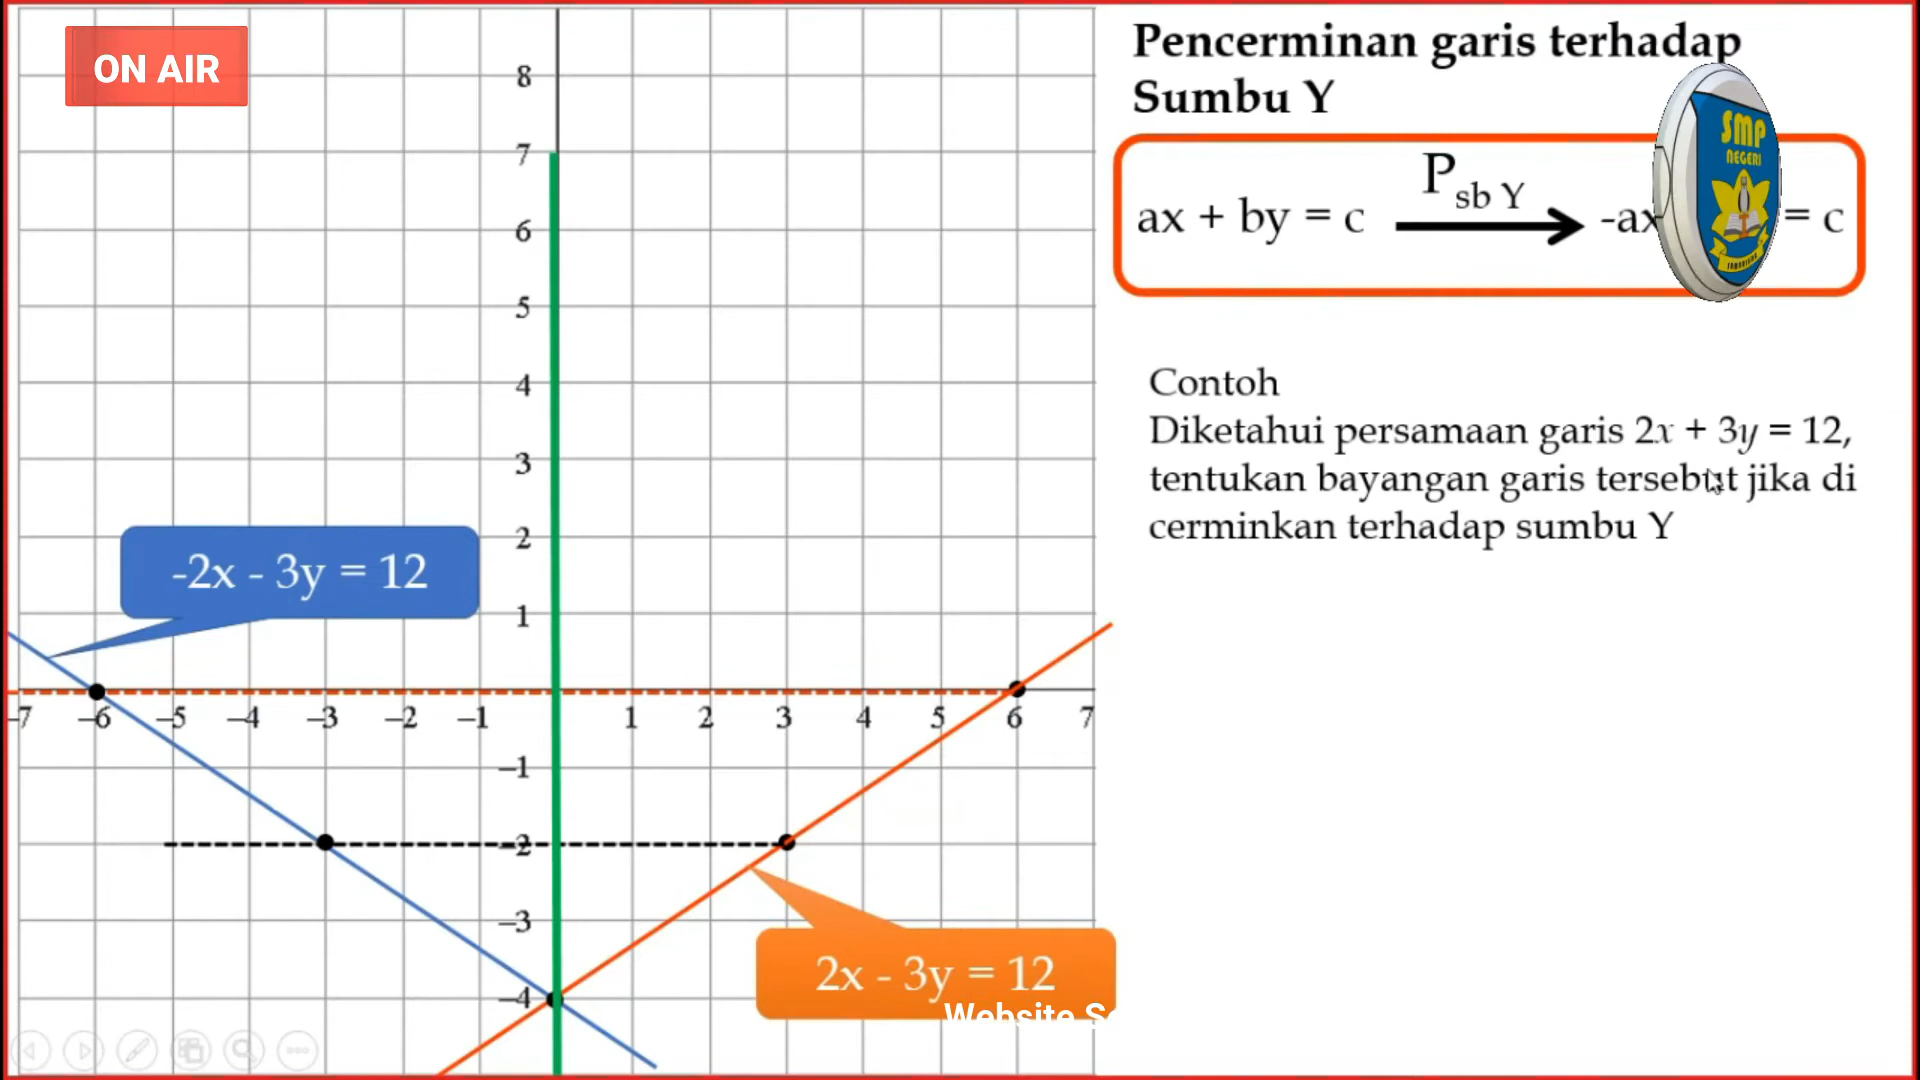 ON AIR
Pencerminan garis terhadap
Sumbu Y
P
sb Y
ax + by = c
-ax
= c
SMP
NEGERI
Contoh
Diketahui persamaan garis 2x + 3y = 12,
tentukan bayangan garis tersebut jika di
cerminkan terhadap sumbu Y
8
7
6
5
4
3
2
1
-2x - 3y = 12
–7 –6 –5 –4 –3 –2 –1 1 2 3 4 5 6 7
–1
–2
–3
–4
2x - 3y = 12
Website